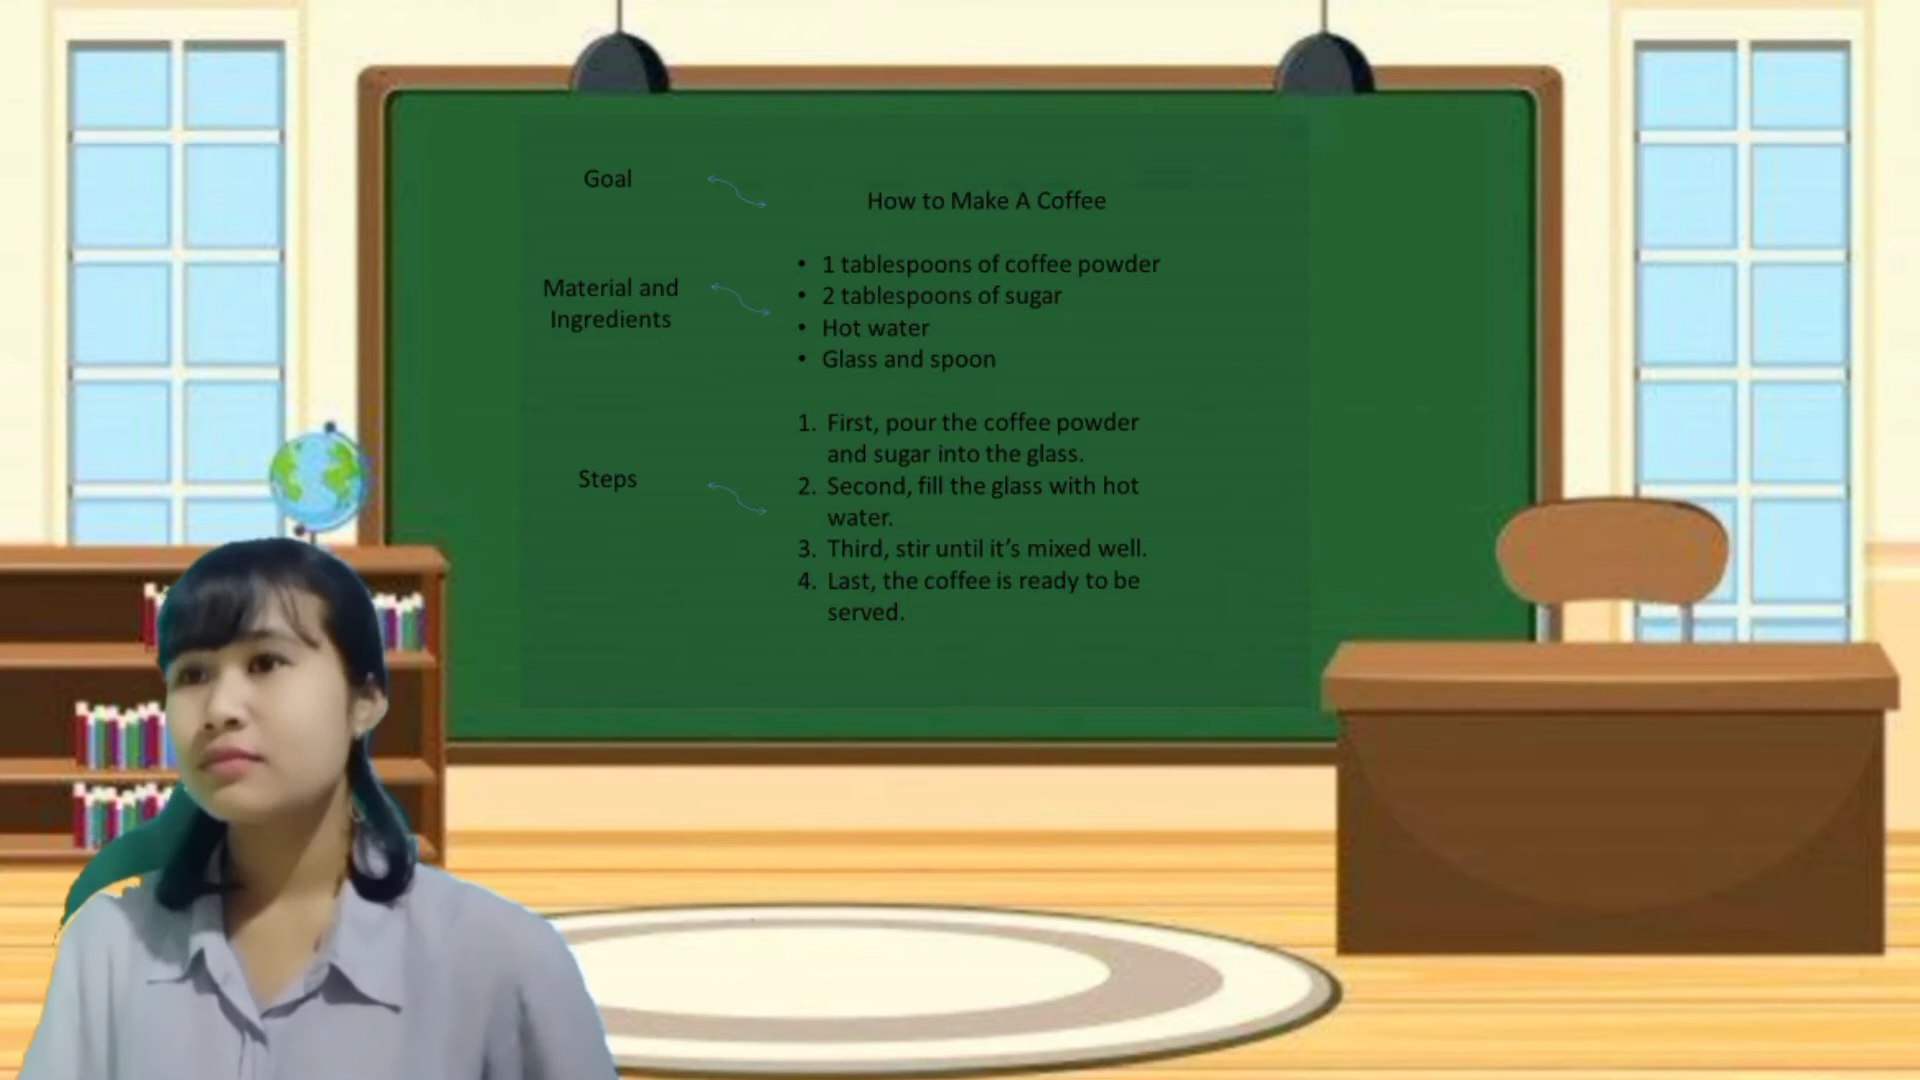 Goal
How to Make A Coffee
Material and
Ingredients
• 1 tablespoons of coffee powder
• 2 tablespoons of sugar
• Hot water
• Glass and spoon
Steps
1. First, pour the coffee powder
and sugar into the glass.
2. Second, fill the glass with hot
water.
3. Third, stir until it's mixed well.
4. Last, the coffee is ready to be
served.